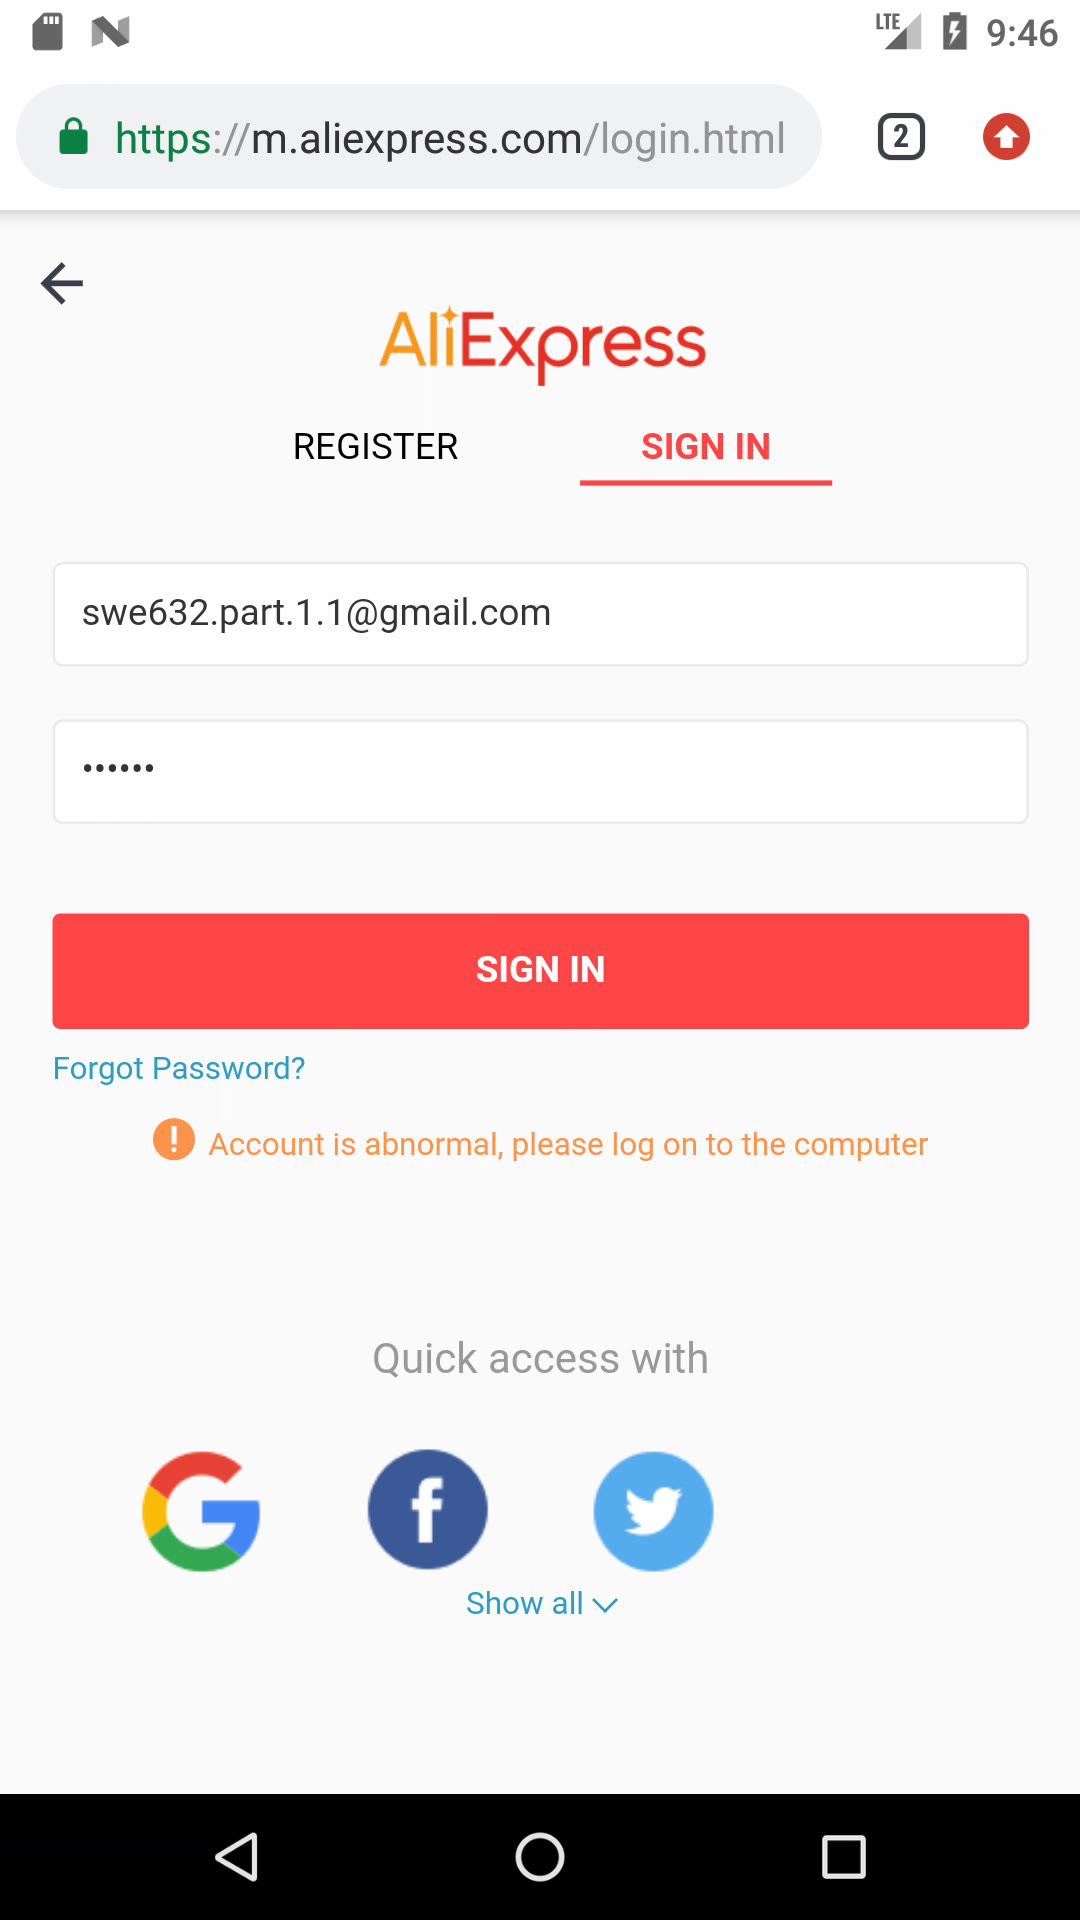 LTE 9:46
https://m.aliexpress.com/login.html 2
AliExpress
REGISTER SIGN IN
swe632.part.1.1@gmail.com
••••••
SIGN IN
Forgot Password?
! Account is abnormal, please log on to the computer
Quick access with
Show all